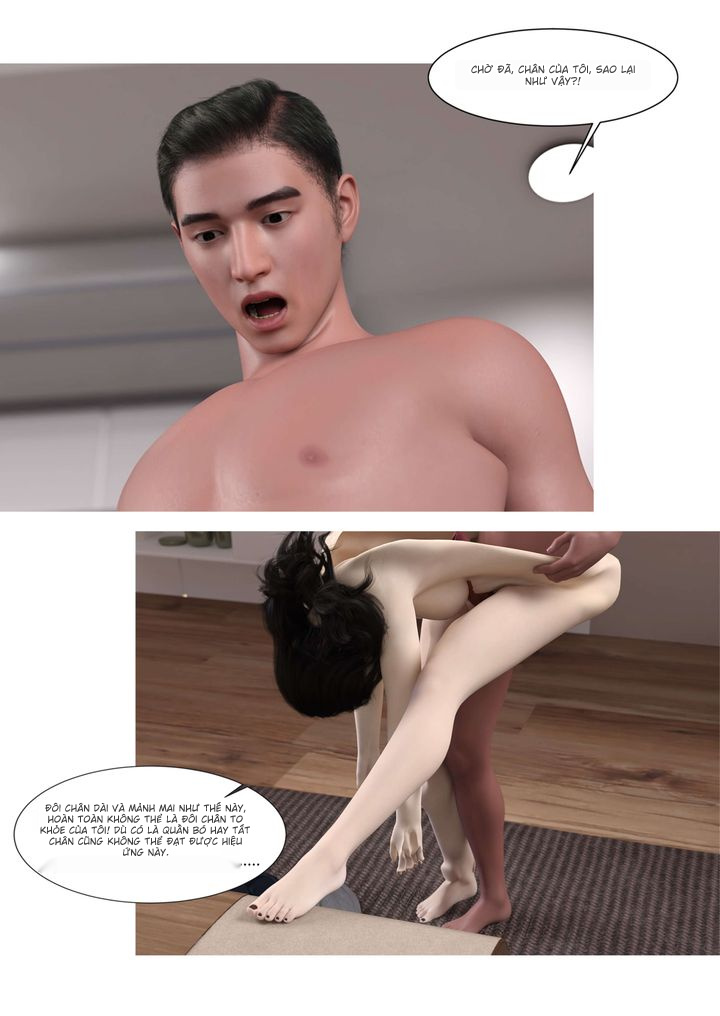 CHỜ ĐÃ, CHÂN CỦA TÔI, SAO LẠI
NHƯ VẬY?!
ĐÔI CHÂN DÀI VÀ MẢNH MAI NHƯ THẾ NÀY,
HOÀN TOÀN KHÔNG THỂ LÀ ĐÔI CHÂN TO
KHỎE CỦA TÔI! DÙ CÓ LÀ QUẦN BÓ HAY TẤT
CHÂN CŨNG KHÔNG THỂ ĐẠT ĐƯỢC HIỆU
ỨNG NÀY.
.....